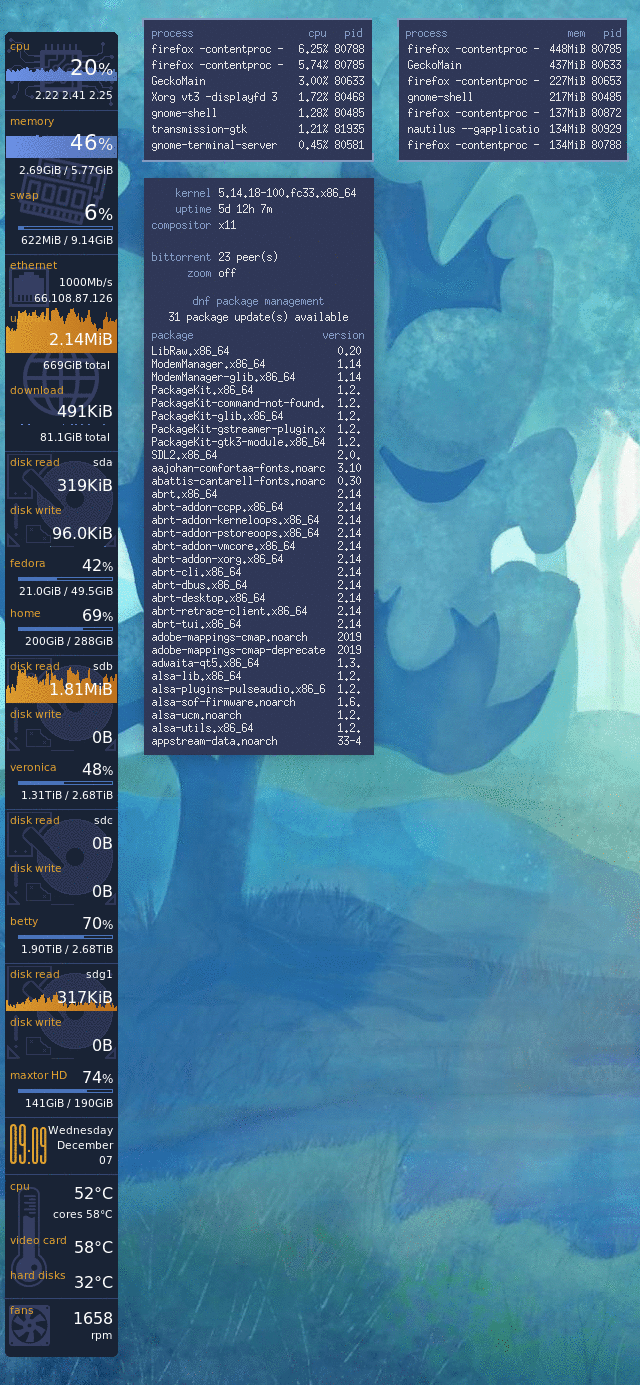 cpu
20%
2.22 2.41 2.25
memory
46%
2.69GiB / 5.77GiB
swap
6%
622MiB / 9.14GiB
ethernet
1000Mb/s
66.108.87.126
2.14MiB
669GiB total
download
491KiB
81.1GiB total
disk read sda
319KiB
disk write
96.0KiB
fedora 42%
21.0GiB / 49.5GiB
home 69%
200GiB / 288GiB
disk read sdb
1.81MiB
disk write
0B
veronica 48%
1.31TiB / 2.68TiB
disk read sdc
0B
disk write
0B
betty 70%
1.90TiB / 2.68TiB
disk read sdg1
317KiB
disk write
0B
maxtor HD 74%
141GiB / 190GiB
09:09 Wednesday
December
07
cpu
52°C
cores 58°C
video card 58°C
hard disks 32°C
fans
1658
rpm
process cpu pid
firefox -contentproc - 6.25% 80788
firefox -contentproc - 5.74% 80785
GeckoMain 3.00% 80633
Xorg vt3 -displayfd 3 1.72% 80468
gnome-shell 1.28% 80485
transmission-gtk 1.21% 81935
gnome-terminal-server 0.45% 80581
process mem pid
firefox -contentproc - 448MiB 80785
GeckoMain 437MiB 80633
firefox -contentproc - 227MiB 80653
gnome-shell 217MiB 80485
firefox -contentproc - 137MiB 80872
nautilus --gapplicatio 134MiB 80929
firefox -contentproc - 134MiB 80788
kernel 5.14.18-100.fc33.x86_64
uptime 5d 12h 7m
compositor x11
bittorrent 23 peer(s)
zoom off
dnf package management
31 package update(s) available
package version
LibRaw.x86_64 0.20
ModemManager.x86_64 1.14
ModemManager-glib.x86_64 1.14
PackageKit.x86_64 1.2.
PackageKit-command-not-found. 1.2.
PackageKit-glib.x86_64 1.2.
PackageKit-gstreamer-plugin.x 1.2.
PackageKit-gtk3-module.x86_64 1.2.
SDL2.x86_64 2.0.
aajohan-comfortaa-fonts.noarc 3.10
abattis-cantarell-fonts.noarc 0.30
abrt.x86_64 2.14
abrt-addon-ccpp.x86_64 2.14
abrt-addon-kerneloops.x86_64 2.14
abrt-addon-pstoreoops.x86_64 2.14
abrt-addon-vmcore.x86_64 2.14
abrt-addon-xorg.x86_64 2.14
abrt-cli.x86_64 2.14
abrt-dbus.x86_64 2.14
abrt-desktop.x86_64 2.14
abrt-retrace-client.x86_64 2.14
abrt-tui.x86_64 2.14
adobe-mappings-cmap.noarch 2019
adobe-mappings-cmap-deprecate 2019
adwaita-qt5.x86_64 1.3.
alsa-lib.x86_64 1.2.
alsa-plugins-pulseaudio.x86_6 1.2.
alsa-sof-firmware.noarch 1.6.
alsa-ucm.noarch 1.2.
alsa-utils.x86_64 1.2.
appstream-data.noarch 33-4